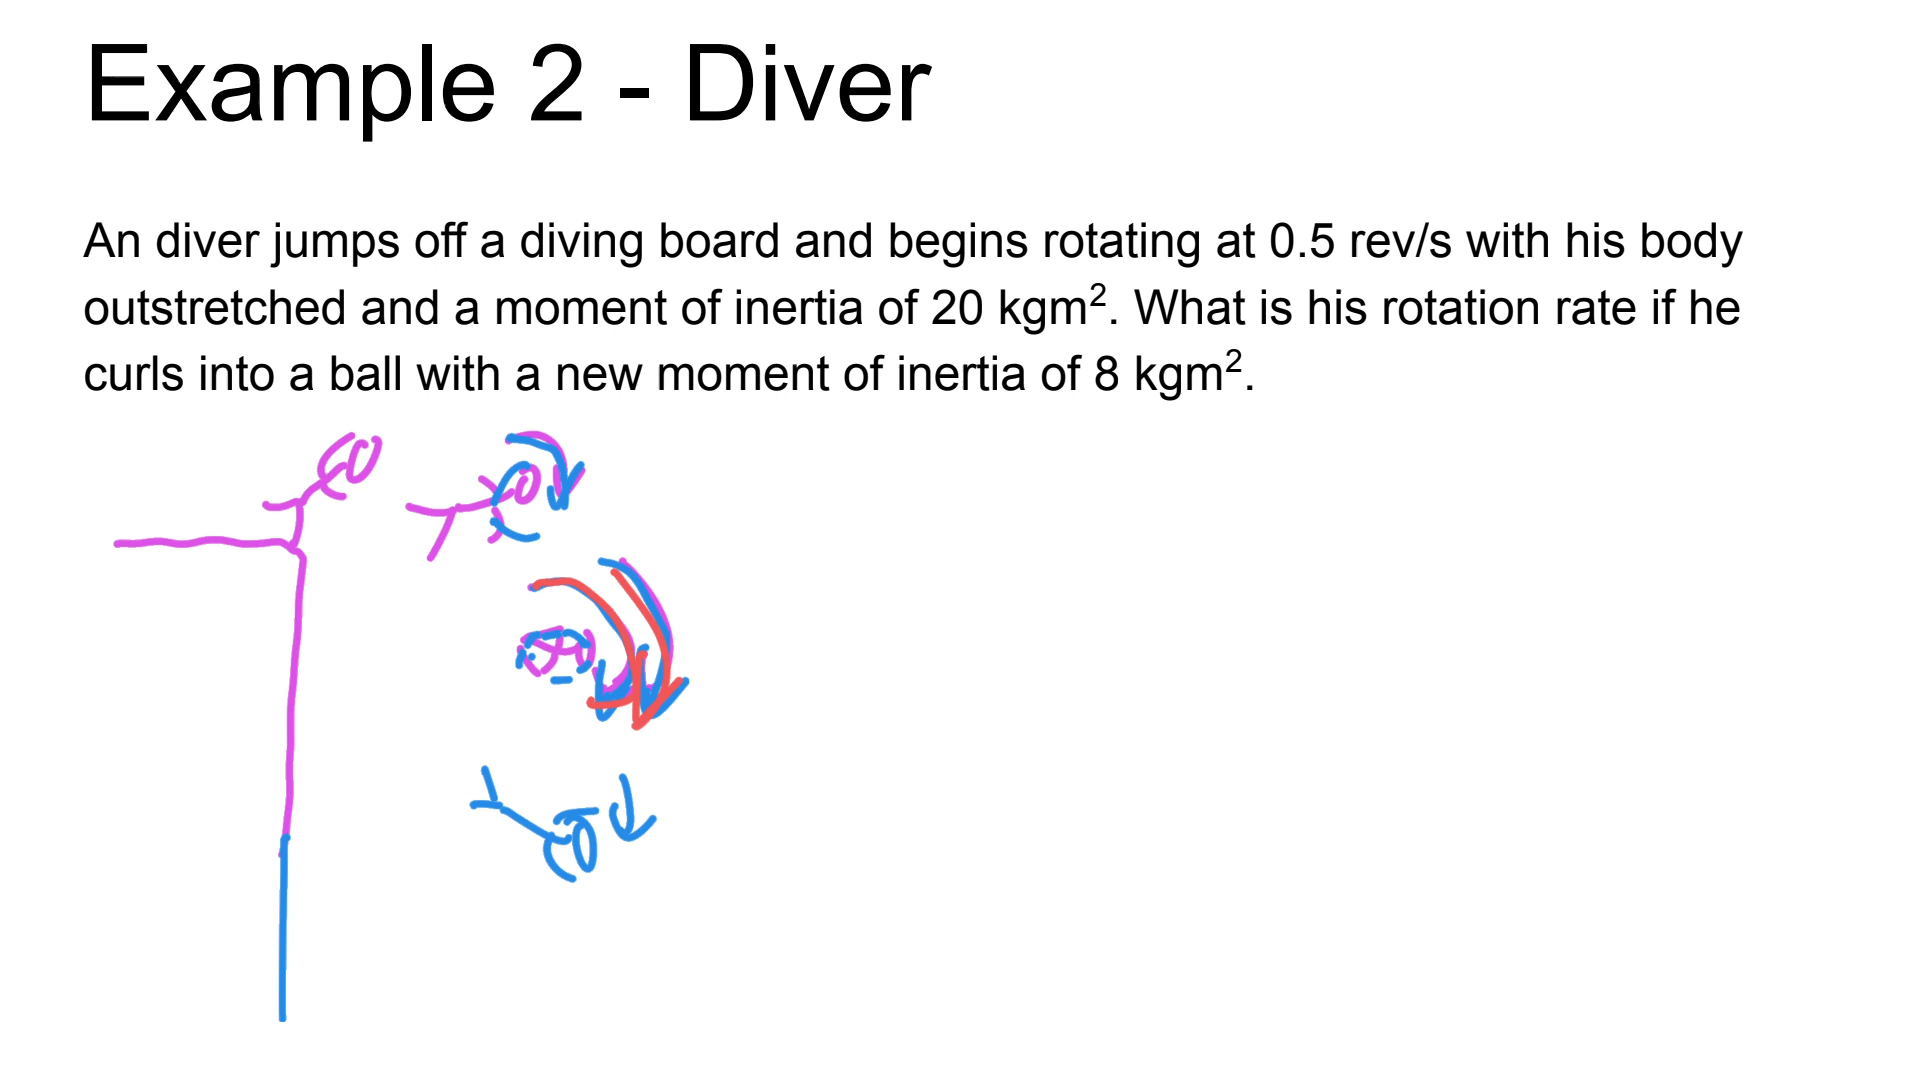 Example 2 - Diver
An diver jumps off a diving board and begins rotating at 0.5 rev/s with his body
outstretched and a moment of inertia of 20 kgm². What is his rotation rate if he
curls into a ball with a new moment of inertia of 8 kgm².